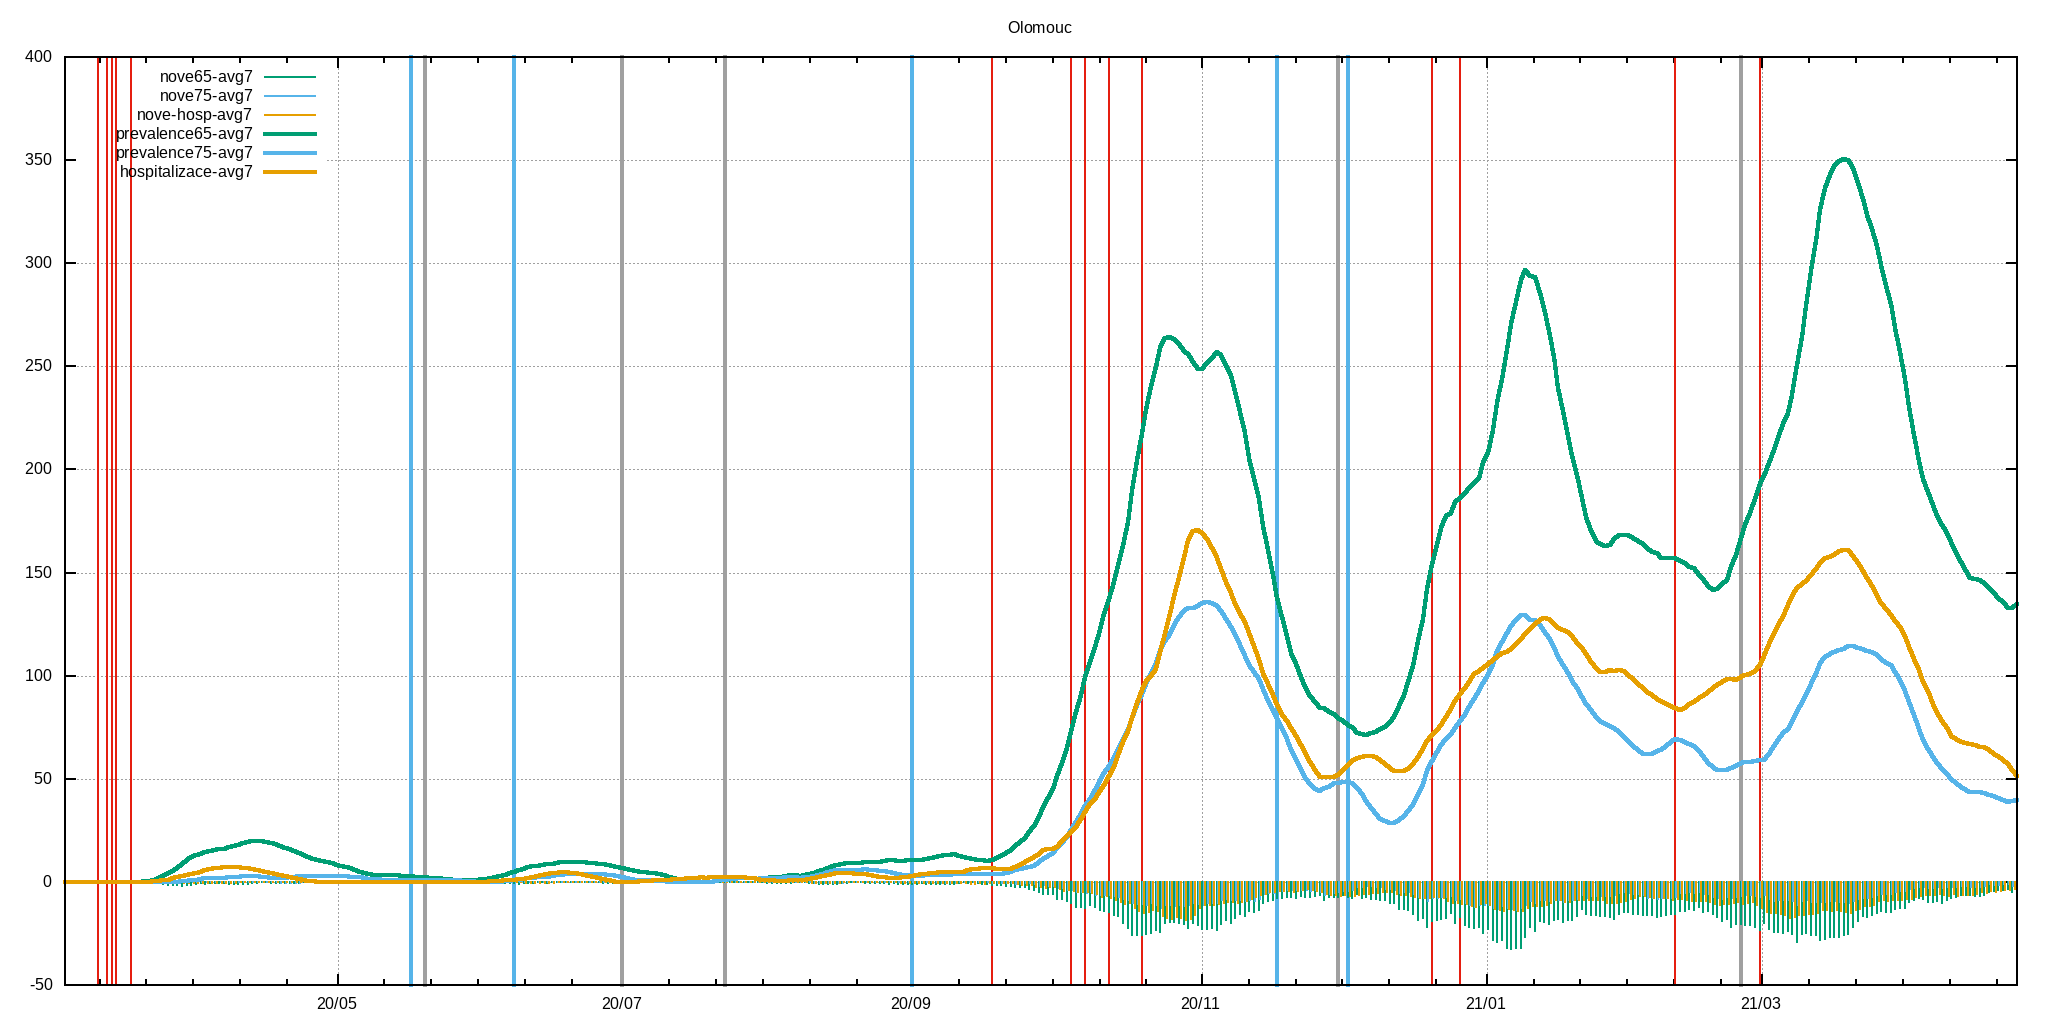 Olomouc
400
350
300
250
200
150
100
50
0
-50
nove65-avg7
nove75-avg7
nove-hosp-avg7
prevalence65-avg7
prevalence75-avg7
hospitalizace-avg7
20/05 20/07 20/09 20/11 21/01 21/03